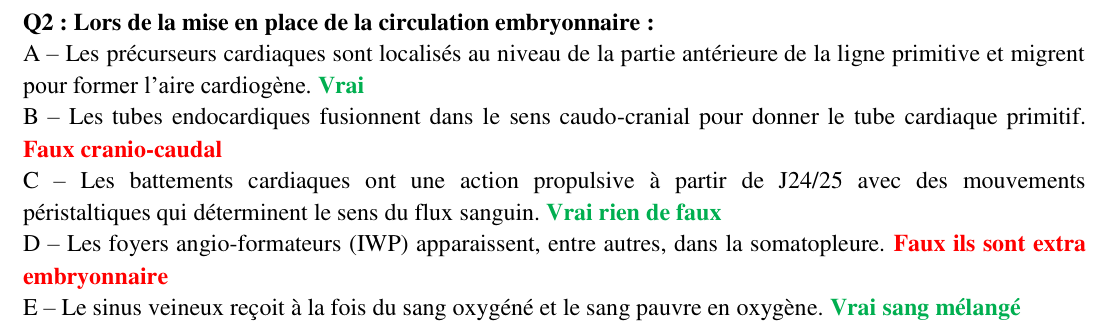 Q2 : Lors de la mise en place de la circulation embryonnaire :
A – Les précurseurs cardiaques sont localisés au niveau de la partie antérieure de la ligne primitive et migrent
pour former l’aire cardiogène. Vrai
B – Les tubes endocardiques fusionnent dans le sens caudo-cranial pour donner le tube cardiaque primitif.
Faux cranio-caudal
C – Les battements cardiaques ont une action propulsive à partir de J24/25 avec des mouvements
péristaltiques qui déterminent le sens du flux sanguin. Vrai rien de faux
D – Les foyers angio-formateurs (IWP) apparaissent, entre autres, dans la somatopleure. Faux ils sont extra
embryonnaire
E – Le sinus veineux reçoit à la fois du sang oxygéné et le sang pauvre en oxygène. Vrai sang mélangé